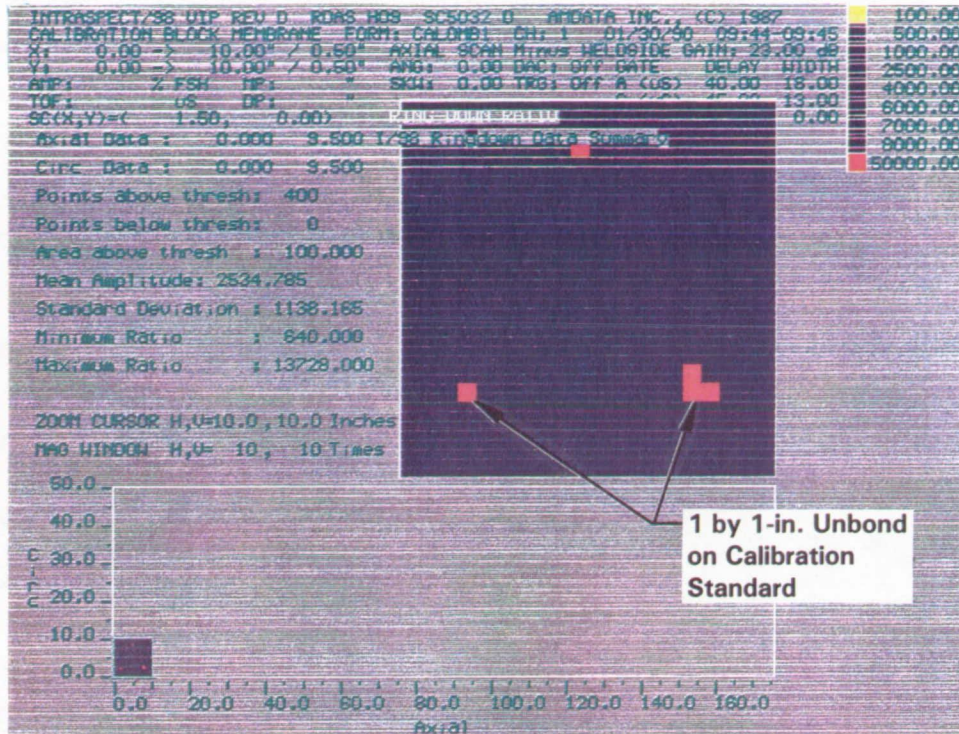 INTRASPECT/98 VIP REV D RDAS HOS SC5032 D AMDATA INC., (C) 1987
CALIBRATION BLOCK MEMBRANE FORM: CALOMB1 CH: 1 01/30/90 09:44-09:45
X: 0.00 -> 10.00" / 0.50" AXIAL SCAN Minus WELDSIDE GAIN: 23.00 dB
Y: 0.00 -> 10.00" / 0.50" ANG: 0.00 DAC: Off GATE DELAY WIDTH
AMP: % FSH MP: " SKW: 0.00 TRG: Off A (uS) 40.00 18.00
TOF: uS DP: " 13.00
SC(X,Y)=( 1.50, 0.00) RING DOWN RATIO 0.00
Axial Data : 0.000 9.500 I/98 Ringdown Data Summary
Circ Data : 0.000 9.500
Points above thresh: 400
Points below thresh: 0
Area above thresh : 100.000
Mean Amplitude: 2534.785
Standard Deviation : 1138.165
Minimum Ratio : 640.000
Maximum Ratio : 13728.000
ZOOM CURSOR H,V=10.0 ,10.0 Inches
MAG WINDOW H,V= 10 , 10 Times
100.00
500.00
1000.00
2500.00
4000.00
6000.00
7000.00
8000.00
50000.00
1 by 1-in. Unbond
on Calibration
Standard
50.0
40.0
30.0
20.0
10.0
0.0
Circ
0.0 20.0 40.0 60.0 80.0 100.0 120.0 140.0 160.0
Axial